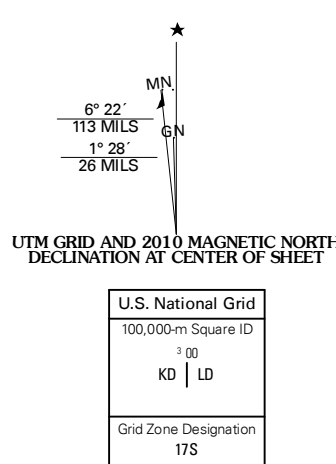 MN.
6° 22´
113 MILS
GN
1° 28´
26 MILS
UTM GRID AND 2010 MAGNETIC NORTH
DECLINATION AT CENTER OF SHEET
U.S. National Grid
100,000-m Square ID
3 00
KD LD
Grid Zone Designation
17S